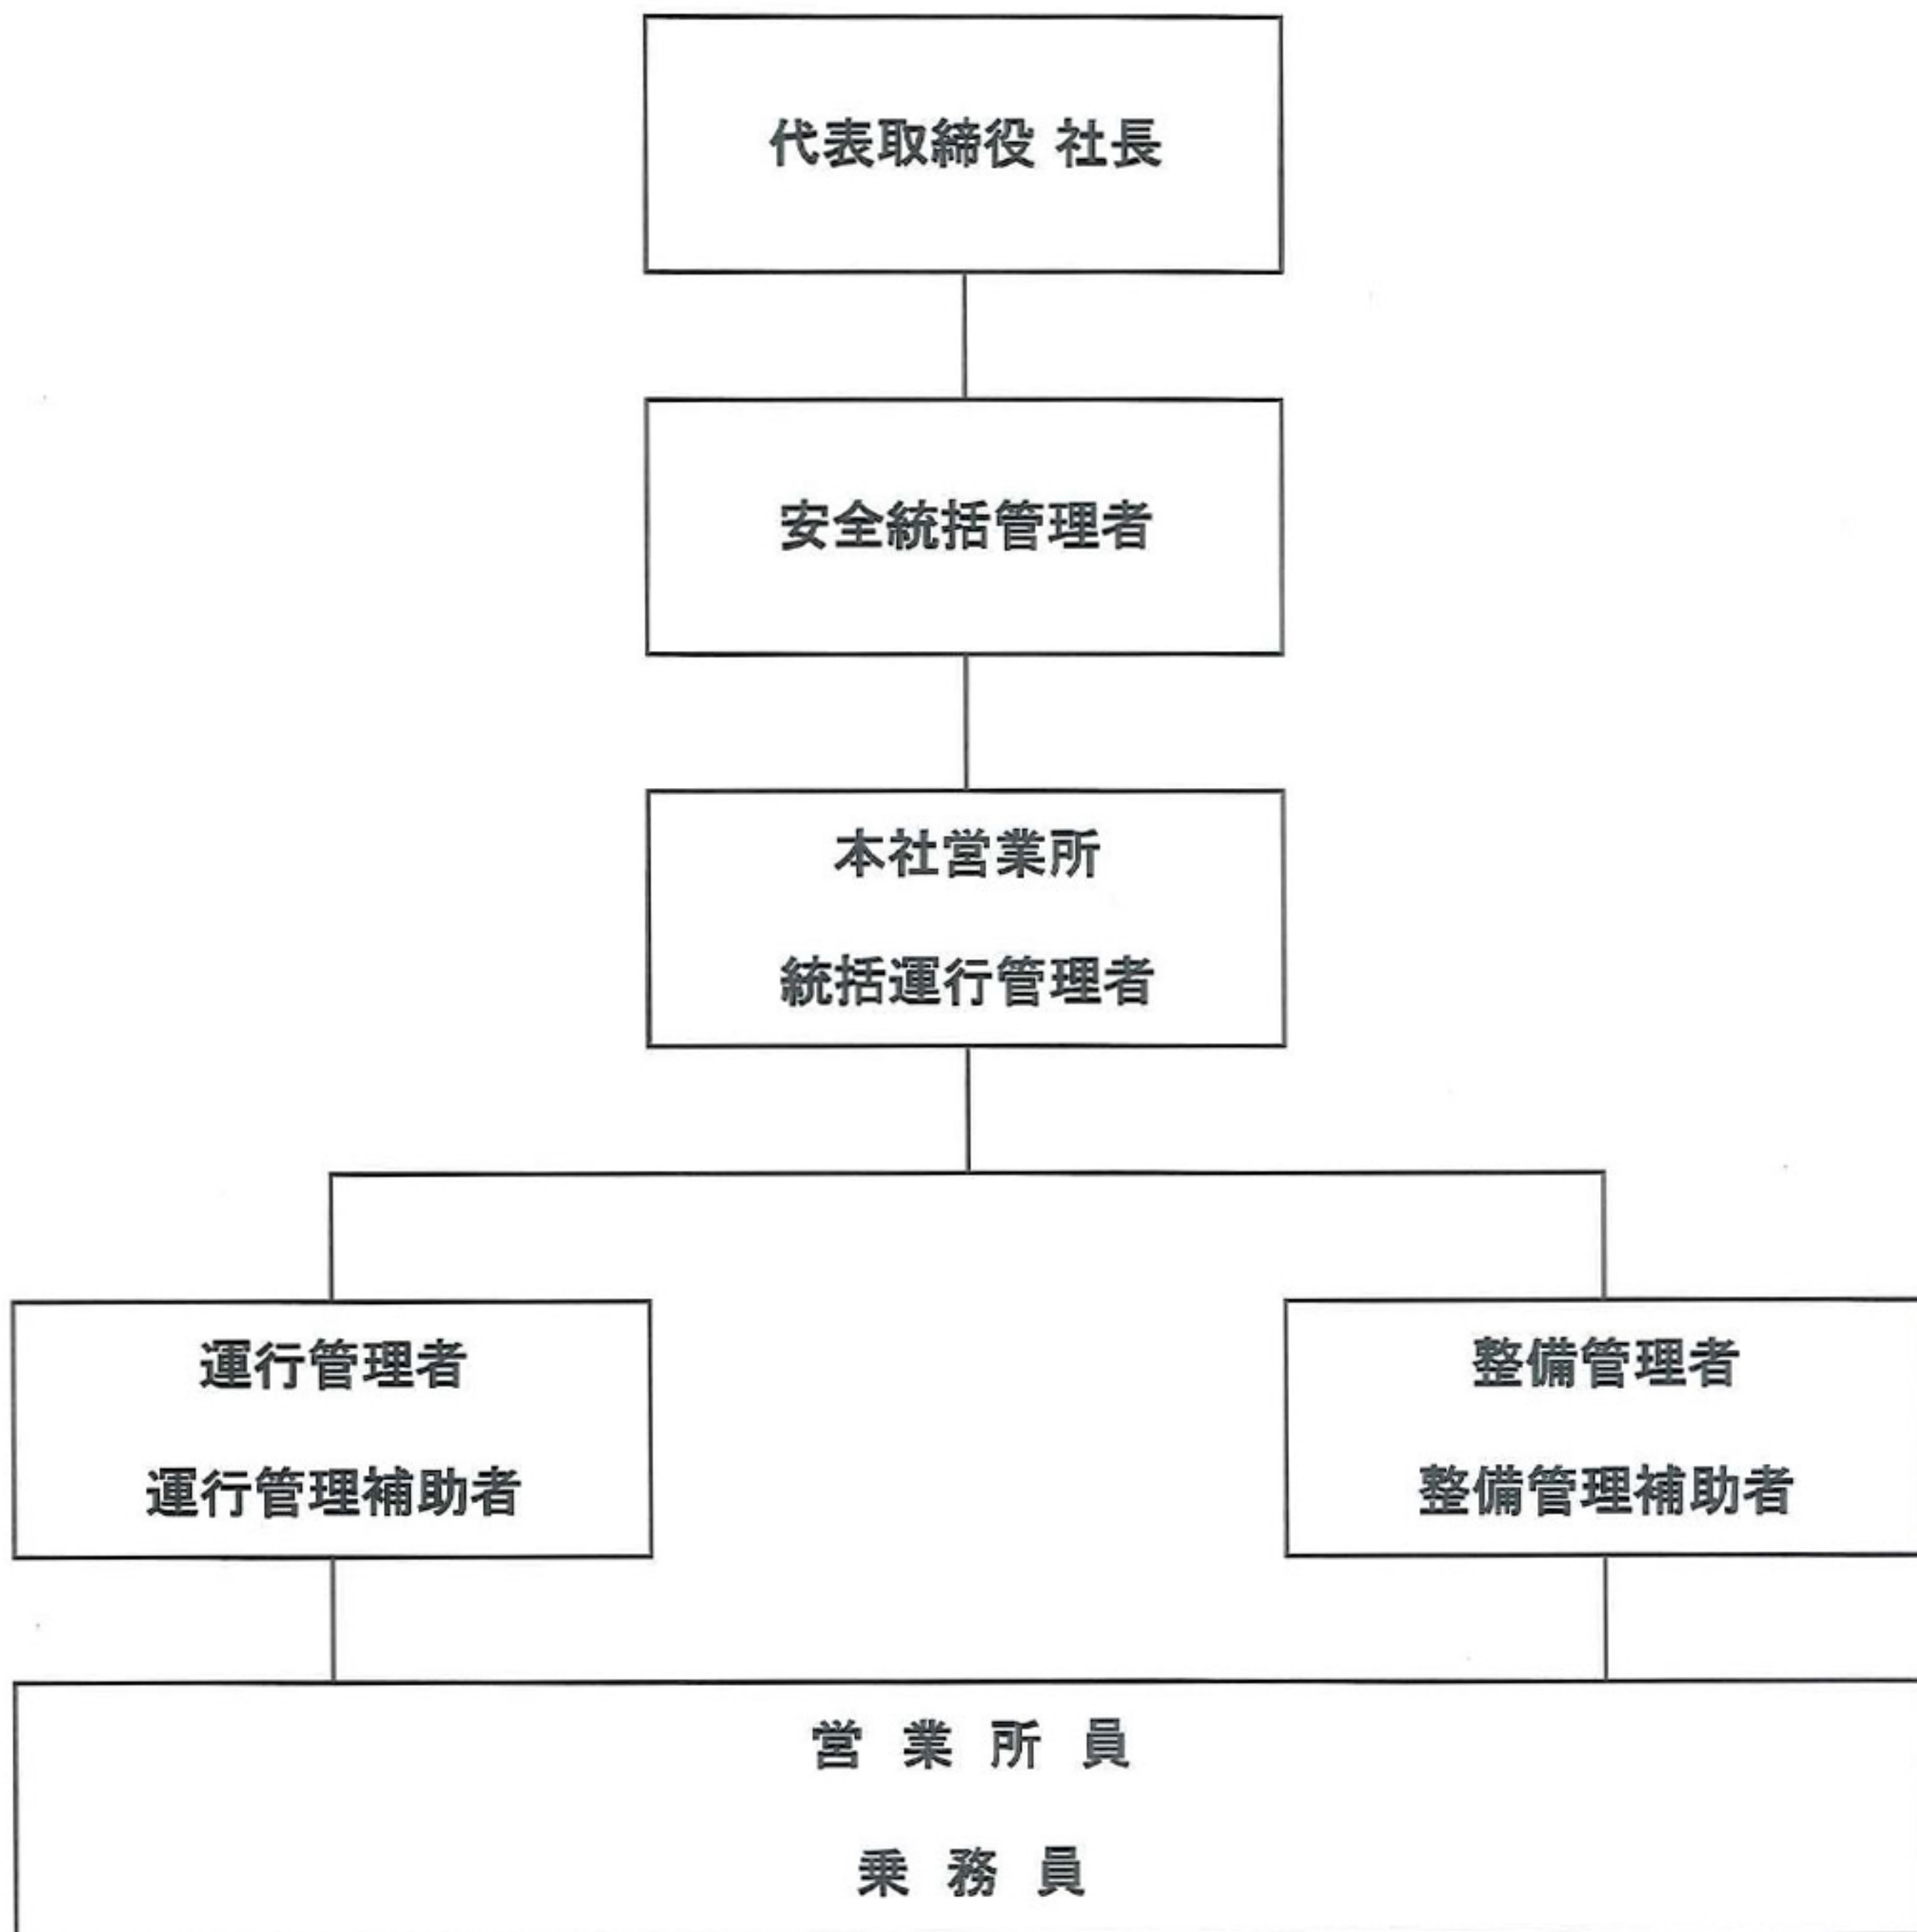 代表取締役 社長
安全統括管理者
本社営業所
統括運行管理者
運行管理者
運行管理補助者
整備管理者
整備管理補助者
営 業 所 員
乗 務 員